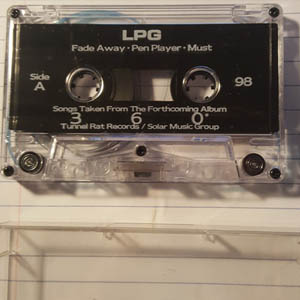 LPG
Fade Away • Pen Player • Must
Side
A
98
Songs Taken From The Forthcoming Album
3 6 0°
Tunnel Rat Records / Solar Music Group